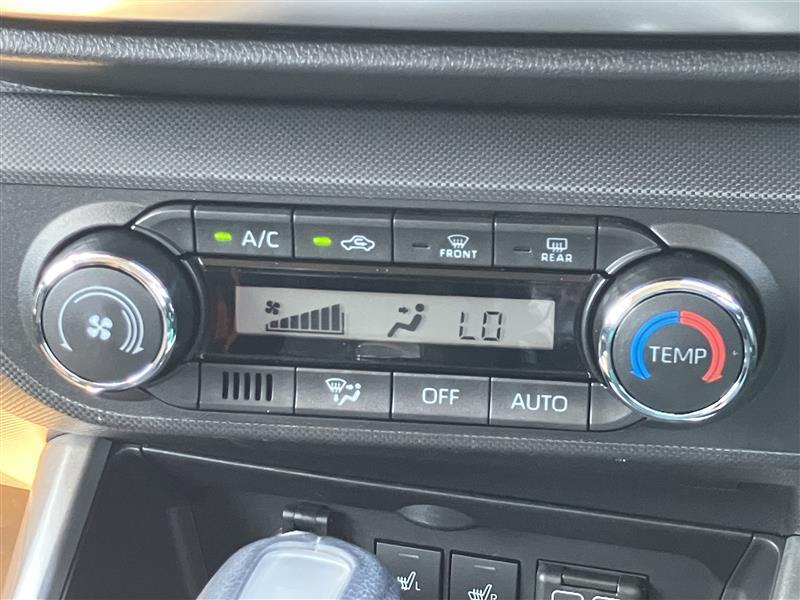 A/C
FRONT
REAR
LO
TEMP
OFF
AUTO
L
R